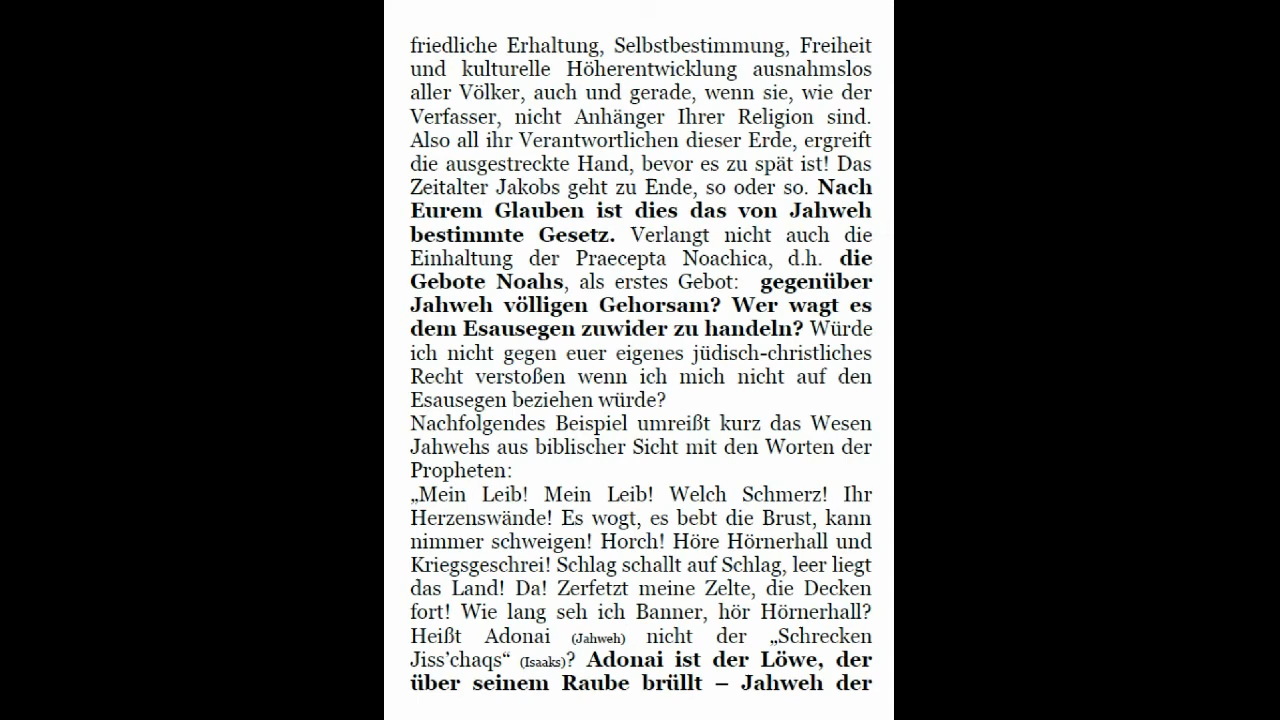 friedliche Erhaltung, Selbstbestimmung, Freiheit
und kulturelle Höherentwicklung ausnahmslos
aller Völker, auch und gerade, wenn sie, wie der
Verfasser, nicht Anhänger Ihrer Religion sind.
Also all ihr Verantwortlichen dieser Erde, ergreift
die ausgestreckte Hand, bevor es zu spät ist! Das
Zeitalter Jakobs geht zu Ende, so oder so. Nach
Eurem Glauben ist dies das von Jahweh
bestimmte Gesetz. Verlangt nicht auch die
Einhaltung der Praecepta Noachica, d.h. die
Gebote Noahs, als erstes Gebot: gegenüber
Jahweh völligen Gehorsam? Wer wagt es
dem Esausegen zuwider zu handeln? Würde
ich nicht gegen euer eigenes jüdisch-christliches
Recht verstoßen wenn ich mich nicht auf den
Esausegen beziehen würde?
Nachfolgendes Beispiel umreißt kurz das Wesen
Jahwehs aus biblischer Sicht mit den Worten der
Propheten:
„Mein Leib! Mein Leib! Welch Schmerz! Ihr
Herzenswände! Es wogt, es bebt die Brust, kann
nimmer schweigen! Horch! Höre Hörnerhall und
Kriegsgeschrei! Schlag schallt auf Schlag, leer liegt
das Land! Da! Zerfetzt meine Zelte, die Decken
fort! Wie lang seh ich Banner, hör Hörnerhall?
Heißt Adonai (Jahweh) nicht der „Schrecken
Jiss’chaqs“ (Isaaks)? Adonai ist der Löwe, der
über seinem Raube brüllt – Jahweh der